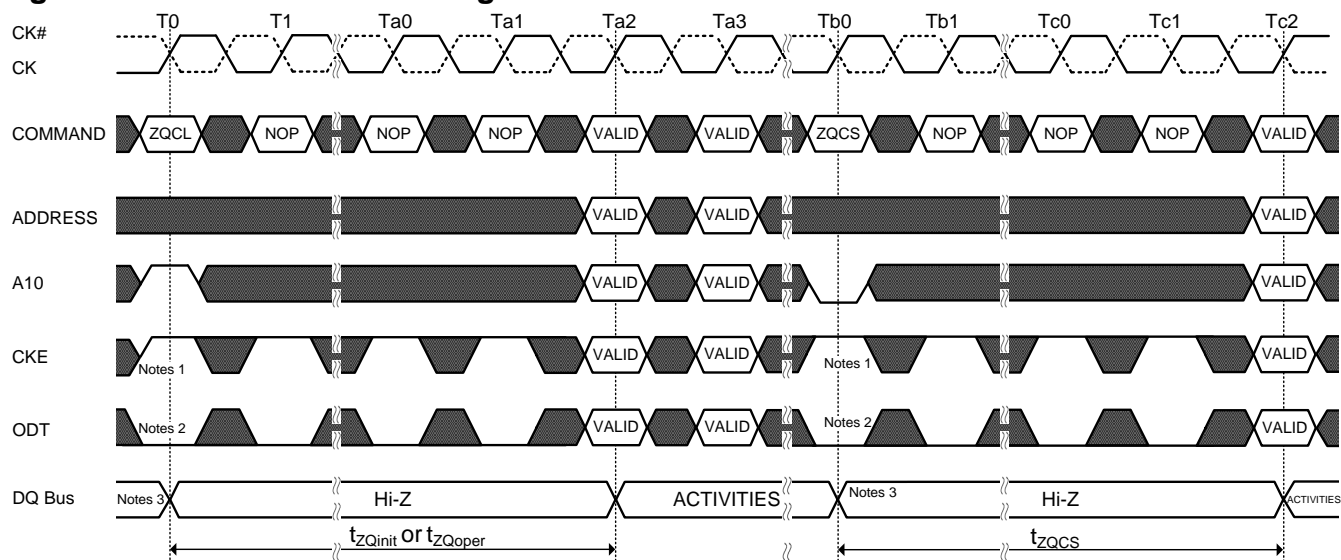 T0 T1 Ta0 Ta1 Ta2 Ta3 Tb0 Tb1 Tc0 Tc1 Tc2
CK#
CK
COMMAND ZQCL NOP NOP NOP VALID VALID ZQCS NOP NOP NOP VALID
ADDRESS VALID VALID VALID
A10 VALID VALID VALID
CKE Notes 1 VALID VALID Notes 1 VALID
ODT Notes 2 VALID VALID Notes 2 VALID
DQ Bus Notes 3 Hi-Z ACTIVITIES Notes 3 Hi-Z ACTIVITIES
tZQinit or tZQoper tZQCS